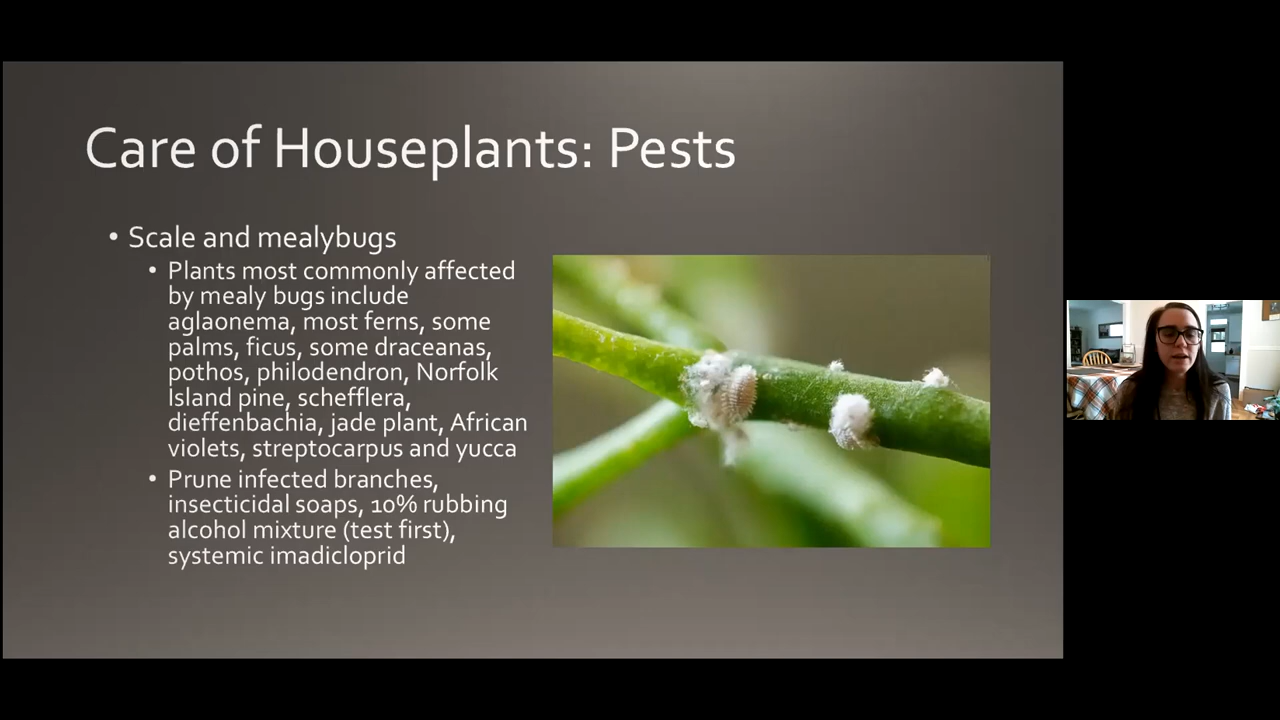 Care of Houseplants: Pests
• Scale and mealybugs
• Plants most commonly affected
by mealy bugs include
aglaonema, most ferns, some
palms, ficus, some draceanas,
pothos, philodendron, Norfolk
Island pine, schefflera,
dieffenbachia, jade plant, African
violets, streptocarpus and yucca
• Prune infected branches,
insecticidal soaps, 10% rubbing
alcohol mixture (test first),
systemic imadicloprid